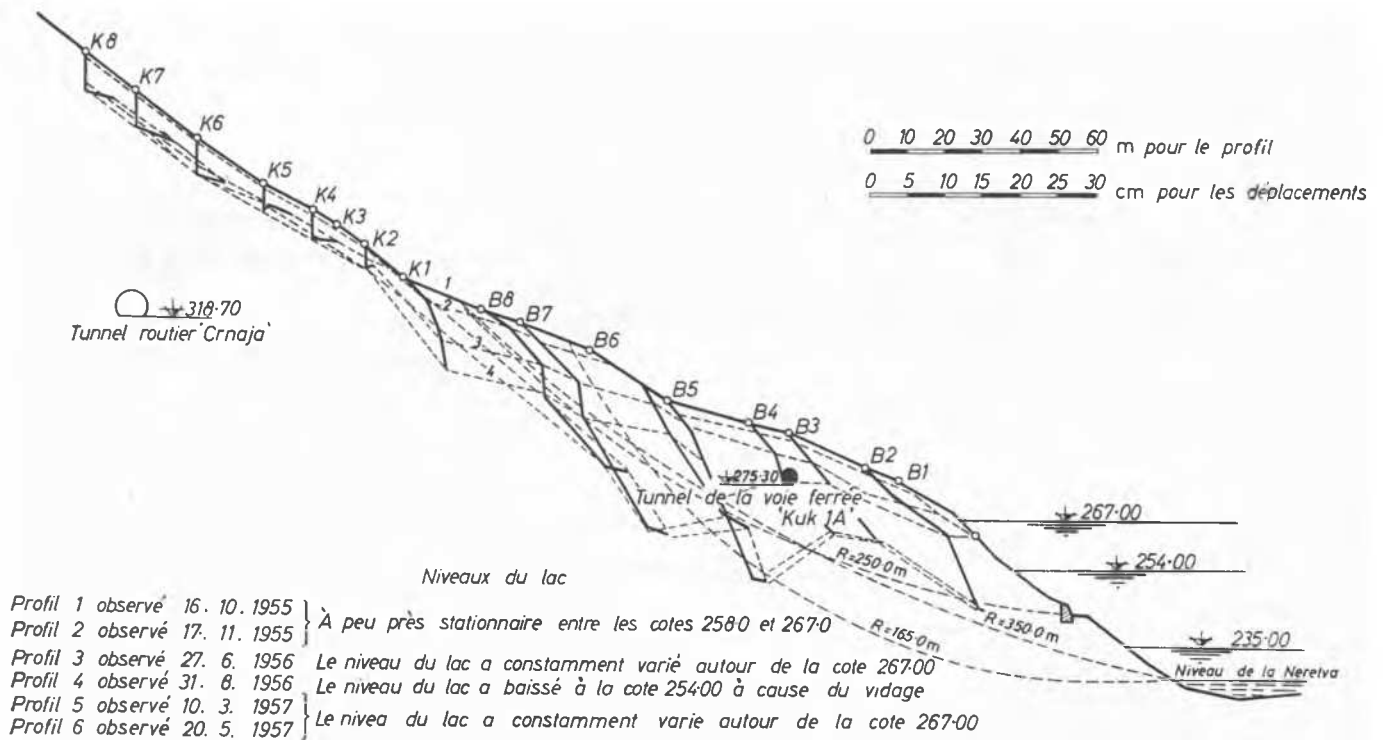 K8
K7
K6
K5
K4
K3
K2
K1
1
2
3
4
B8
B7
B6
B5
B4
B3
B2
B1
0 10 20 30 40 50 60 m pour le profil
0 5 10 15 20 25 30 cm pour les déplacements
318·70
Tunnel routier 'Crnaja'
275·30
Tunnel de la voie ferrée
'Kuk 1A'
267·00
254·00
235·00
Niveau de la Neretva
R=250.0m
R=350.0m
R=165.0m
Niveaux du lac
Profil 1 observé 16. 10. 1955
Profil 2 observé 17. 11. 1955
À peu près stationnaire entre les cotes 258·0 et 267·0
Profil 3 observé 27. 6. 1956 Le niveau du lac a constamment varié autour de la cote 267·00
Profil 4 observé 31. 8. 1956 Le niveau du lac a baissé à la cote 254·00 à cause du vidage
Profil 5 observé 10. 3. 1957
Profil 6 observé 20. 5. 1957
Le nivea du lac a constamment varie autour de la cote 267·00